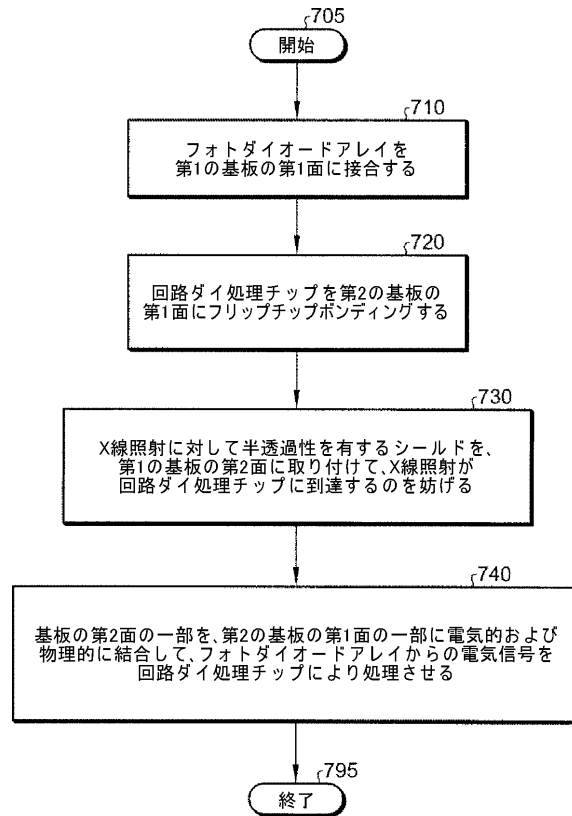 705
開始
710
フォトダイオードアレイを
第1の基板の第1面に接合する
720
回路ダイ処理チップを第2の基板の
第1面にフリップチップボンディングする
730
X線照射に対して半透過性を有するシールドを、
第1の基板の第2面に取り付けて、X線照射が
回路ダイ処理チップに到達するのを妨げる
740
基板の第2面の一部を、第2の基板の第1面の一部に電気的および
物理的に結合して、フォトダイオードアレイからの電気信号を
回路ダイ処理チップにより処理させる
795
終了